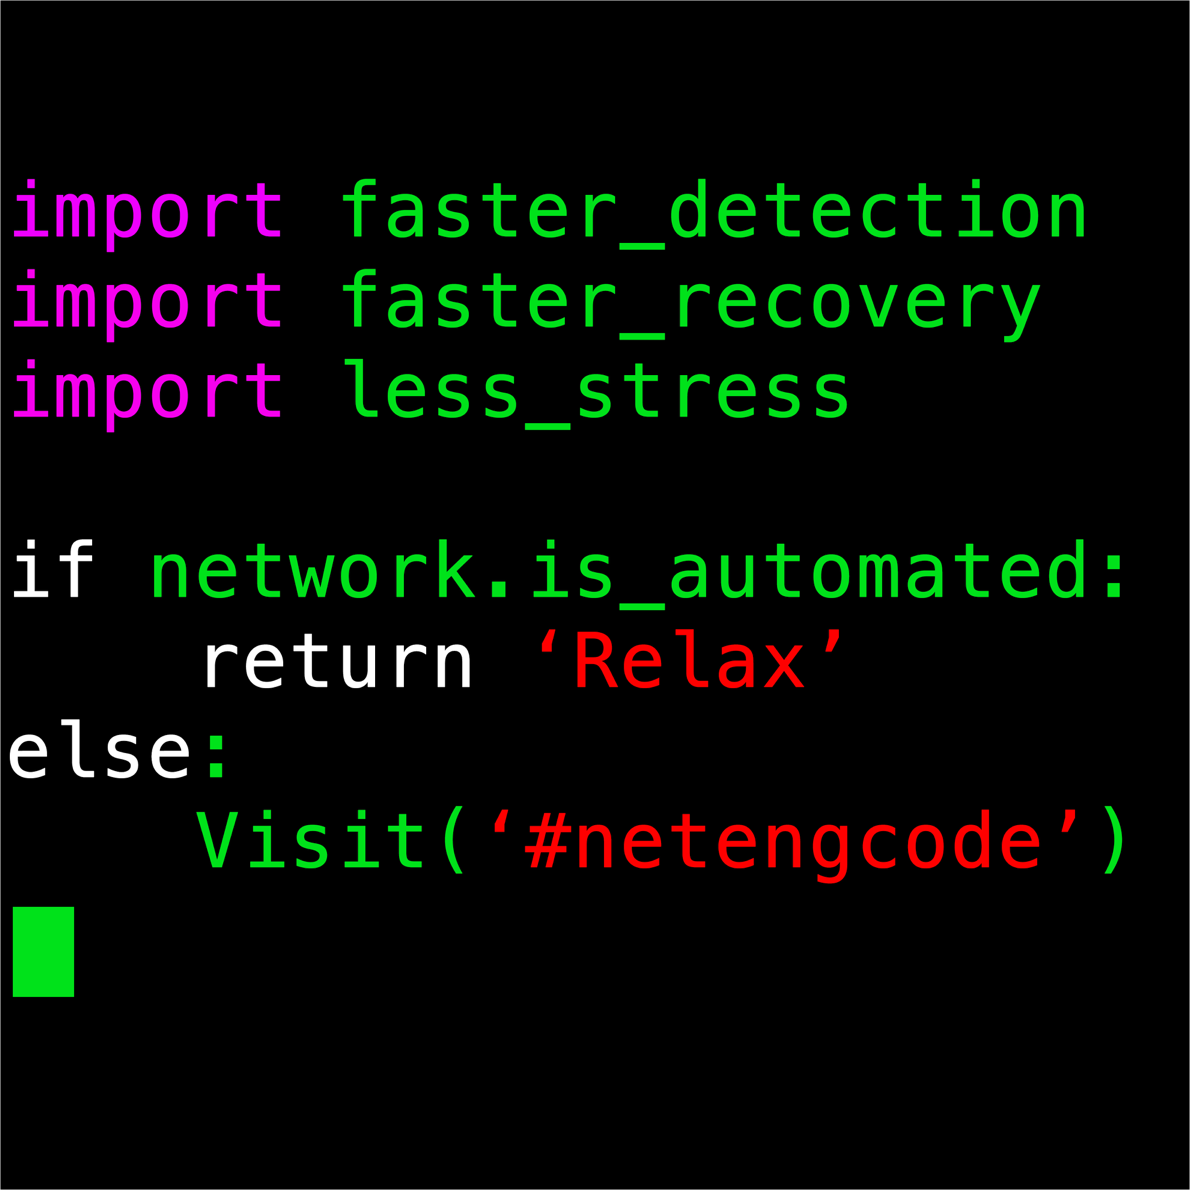 import faster_detection
import faster_recovery
import less_stress
if network.is_automated:
return ‘Relax’
else:
Visit(‘#netengcode’)